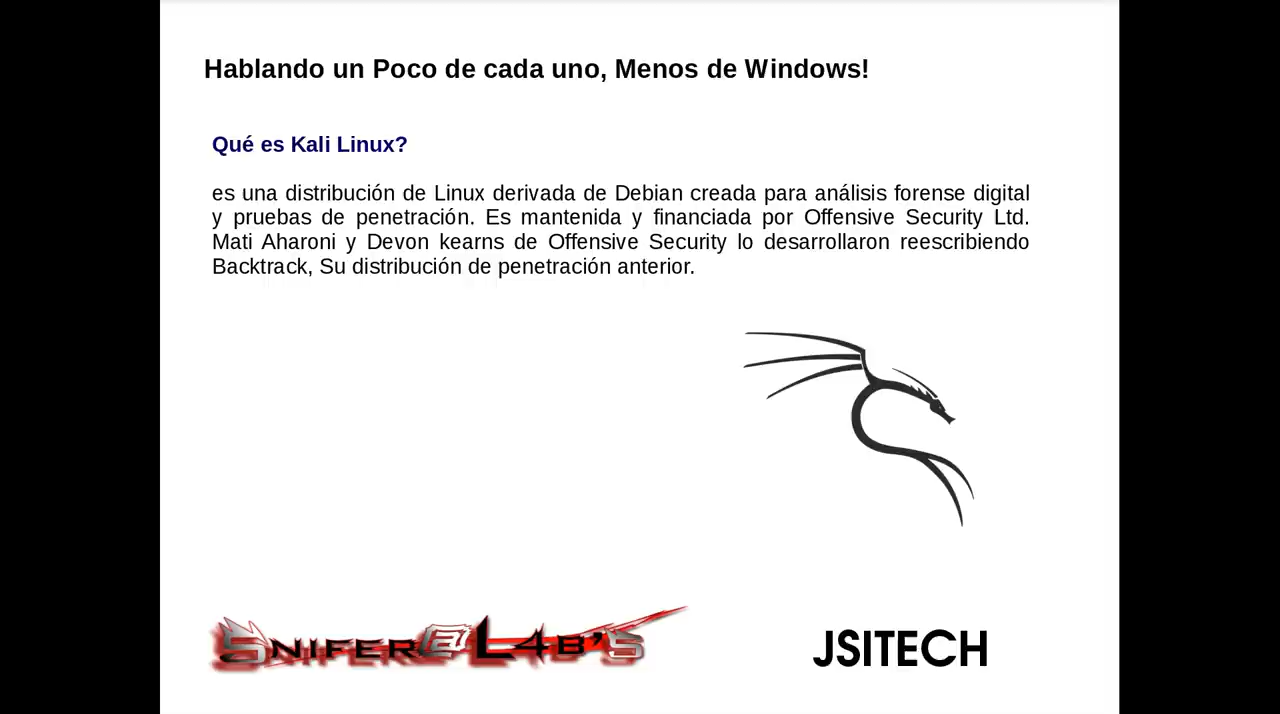 Hablando un Poco de cada uno, Menos de Windows!
Qué es Kali Linux?
es una distribución de Linux derivada de Debian creada para análisis forense digital
y pruebas de penetración. Es mantenida y financiada por Offensive Security Ltd.
Mati Aharoni y Devon kearns de Offensive Security lo desarrollaron reescribiendo
Backtrack, Su distribución de penetración anterior.
Snifer@L4b's
JSITECH